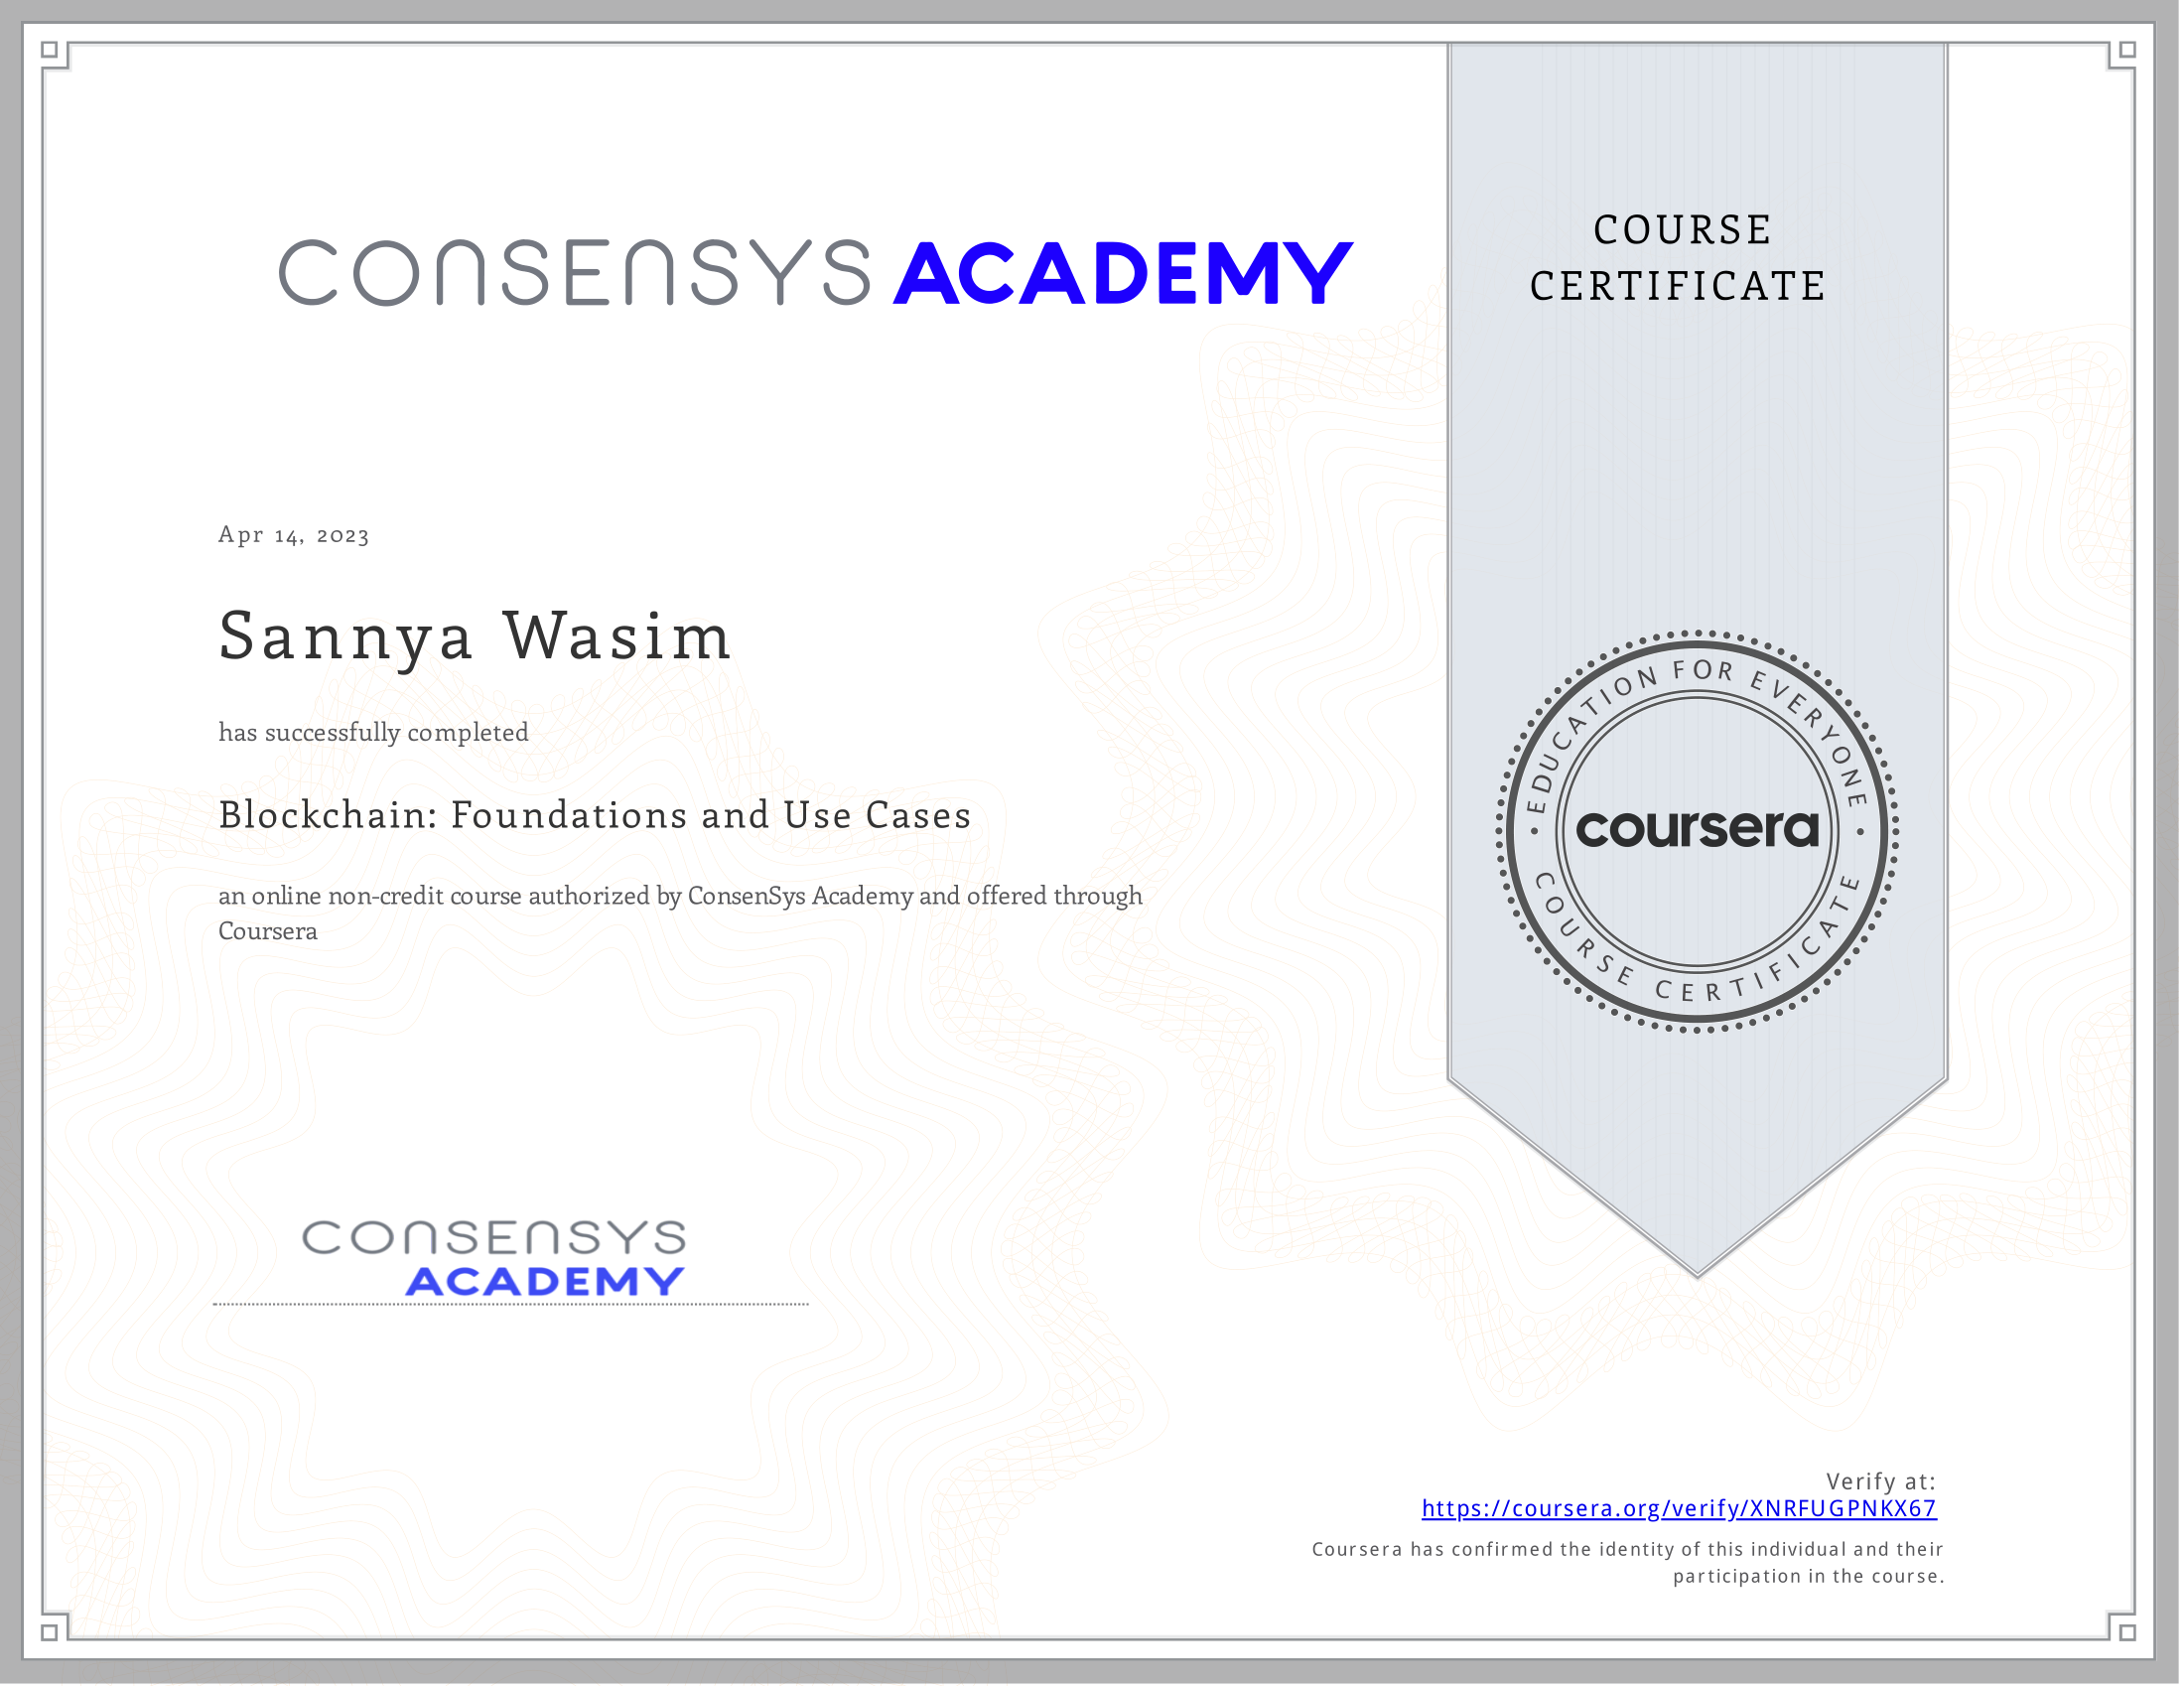 CONSENSYS ACADEMY
COURSE
CERTIFICATE
Apr 14, 2023
Sannya Wasim
has successfully completed
Blockchain: Foundations and Use Cases
an online non-credit course authorized by ConsenSys Academy and offered through
Coursera
EDUCATION FOR EVERYONE
coursera
COURSE CERTIFICATE
CONSENSYS
ACADEMY
Verify at:
https://coursera.org/verify/XNRFUGPNKX67
Coursera has confirmed the identity of this individual and their
participation in the course.